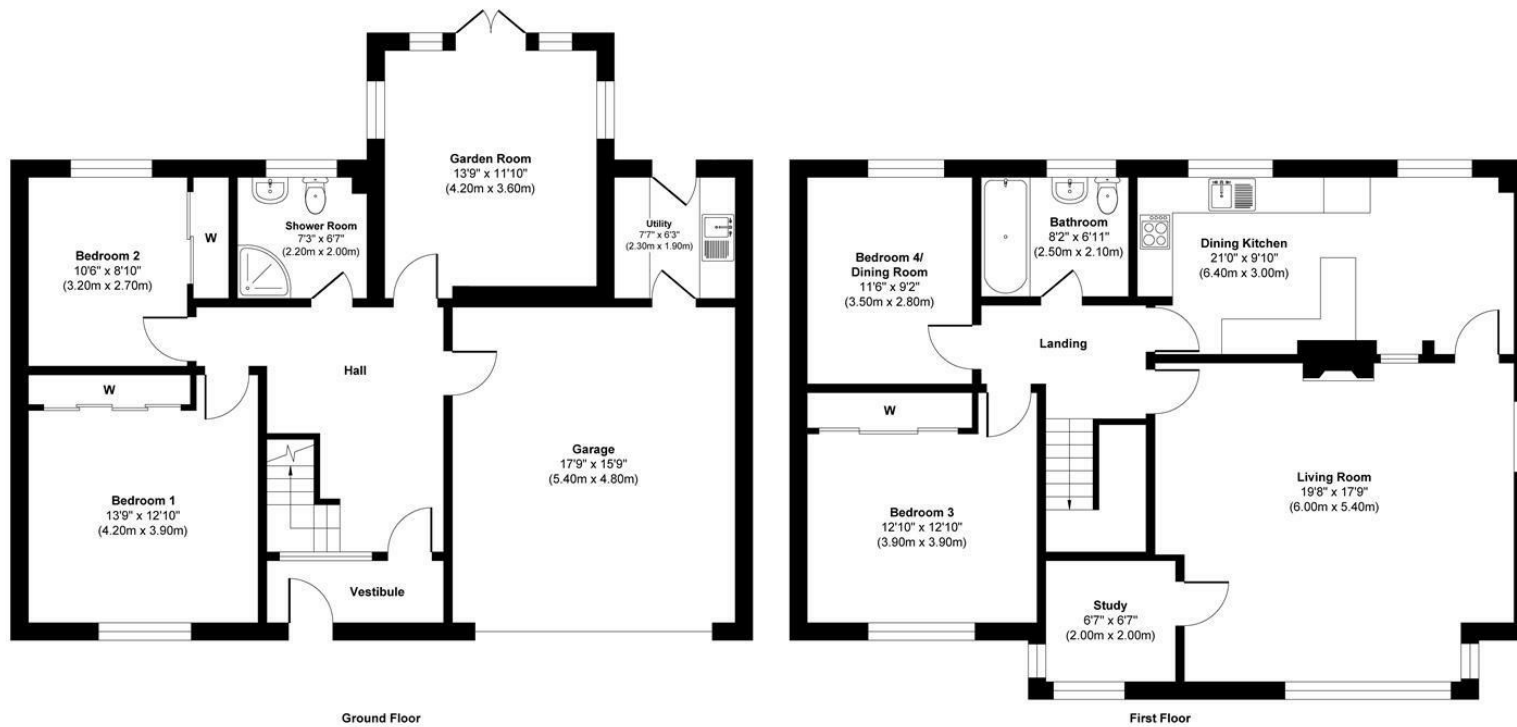 Garden Room
13'9" x 11'10"
(4.20m x 3.60m)
Bedroom 2
10'6" x 8'10"
(3.20m x 2.70m)
W
Shower Room
7'3" x 6'7"
(2.20m x 2.00m)
Utility
7'7" x 6'3"
(2.30m x 1.90m)
Hall
W
Bedroom 1
13'9" x 12'10"
(4.20m x 3.90m)
Garage
17'9" x 15'9"
(5.40m x 4.80m)
Vestibule
Ground Floor
Bedroom 4/
Dining Room
11'6" x 9'2"
(3.50m x 2.80m)
Bathroom
8'2" x 6'11"
(2.50m x 2.10m)
Dining Kitchen
21'0" x 9'10"
(6.40m x 3.00m)
Landing
W
Bedroom 3
12'10" x 12'10"
(3.90m x 3.90m)
Living Room
19'8" x 17'9"
(6.00m x 5.40m)
Study
6'7" x 6'7"
(2.00m x 2.00m)
First Floor